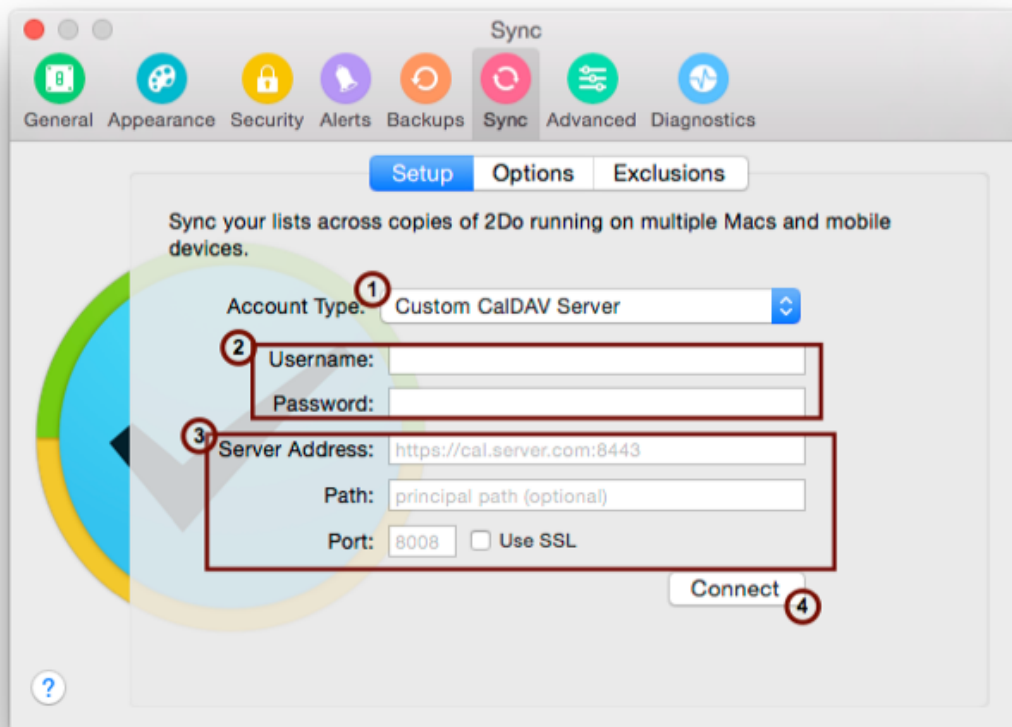 Sync
General Appearance Security Alerts Backups Sync Advanced Diagnostics
Setup Options Exclusions
Sync your lists across copies of 2Do running on multiple Macs and mobile
devices.
1
Account Type: Custom CalDAV Server
2
Username:
Password:
3
Server Address: https://cal.server.com:8443
Path: principal path (optional)
Port: 8008 Use SSL
Connect
4
?